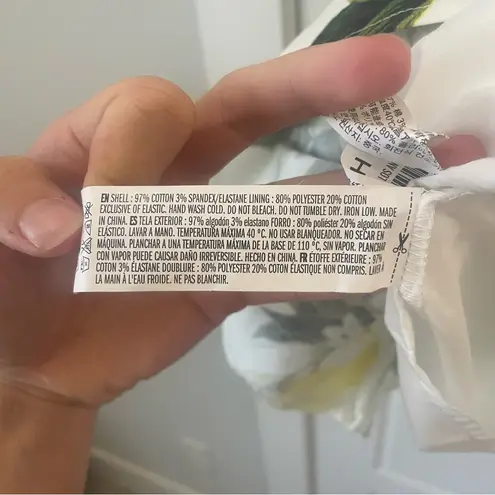 EN SHELL : 97% COTTON 3% SPANDEX/ELASTANE LINING : 80% POLYESTER 20% COTTON
EXCLUSIVE OF ELASTIC. HAND WASH COLD. DO NOT BLEACH. DO NOT TUMBLE DRY. IRON LOW. MADE
IN CHINA. ES TELA EXTERIOR : 97% algodón 3% elastano FORRO : 80% poliéster 20% algodón SIN
ELÁSTICO. LAVAR A MANO. TEMPERATURA MÁXIMA 40 °C. NO USAR BLANQUEADOR. NO SECAR EN
MÁQUINA. PLANCHAR A UNA TEMPERATURA MÁXIMA DE LA BASE DE 110 °C, SIN VAPOR. PLANCHAR
CON VAPOR PUEDE CAUSAR DAÑO IRREVERSIBLE. HECHO EN CHINA. FR ÉTOFFE EXTÉRIEURE : 97%
COTON 3% ÉLASTANE DOUBLURE : 80% POLYESTER 20% COTON ÉLASTIQUE NON COMPRIS. LAVER À
LA MAIN À L'EAU FROIDE. NE PAS BLANCHIR.
H